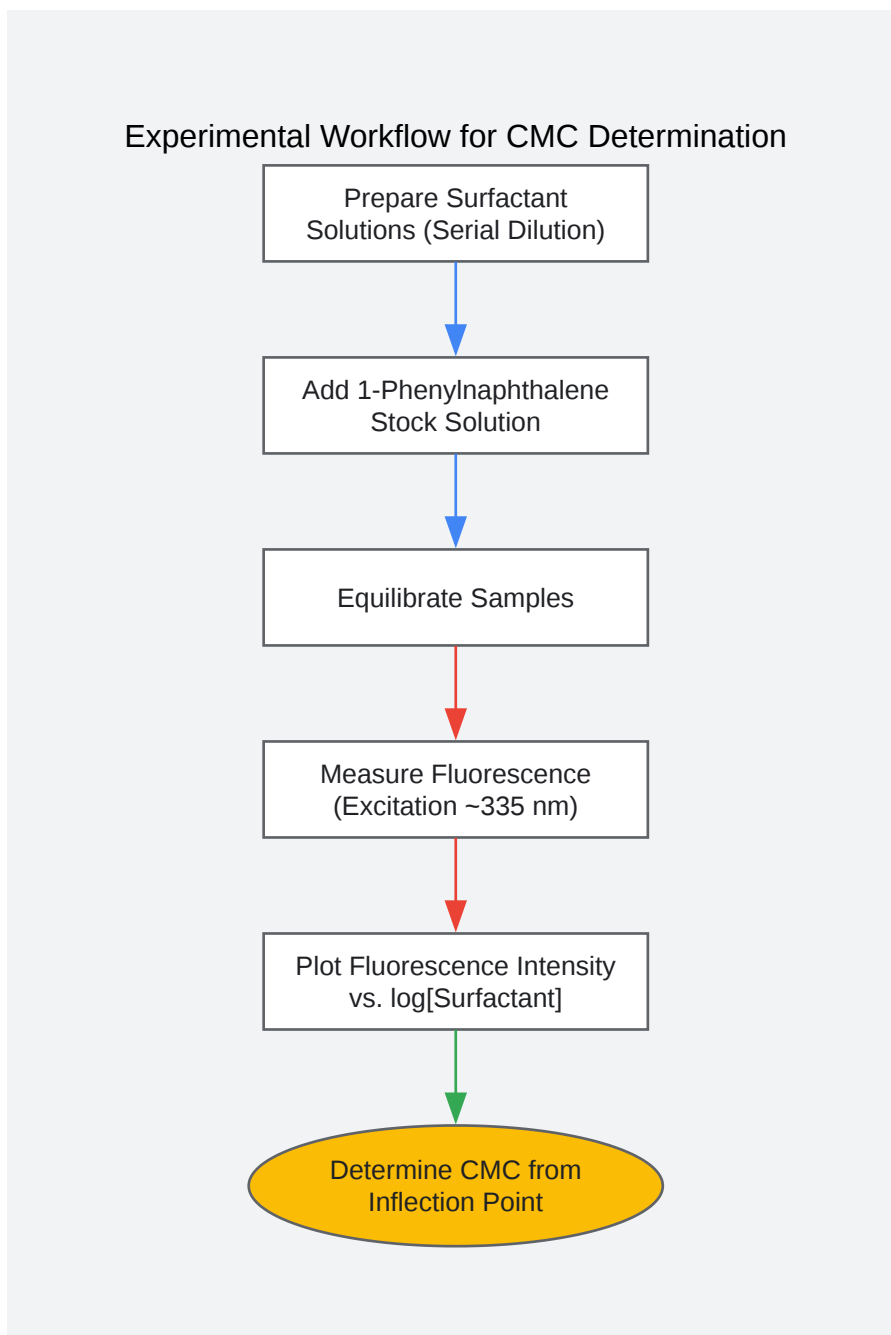 Experimental Workflow for CMC Determination
Prepare Surfactant
Solutions (Serial Dilution)
Add 1-Phenylnaphthalene
Stock Solution
Equilibrate Samples
Measure Fluorescence
(Excitation ~335 nm)
Plot Fluorescence Intensity
vs. log[Surfactant]
Determine CMC from
Inflection Point